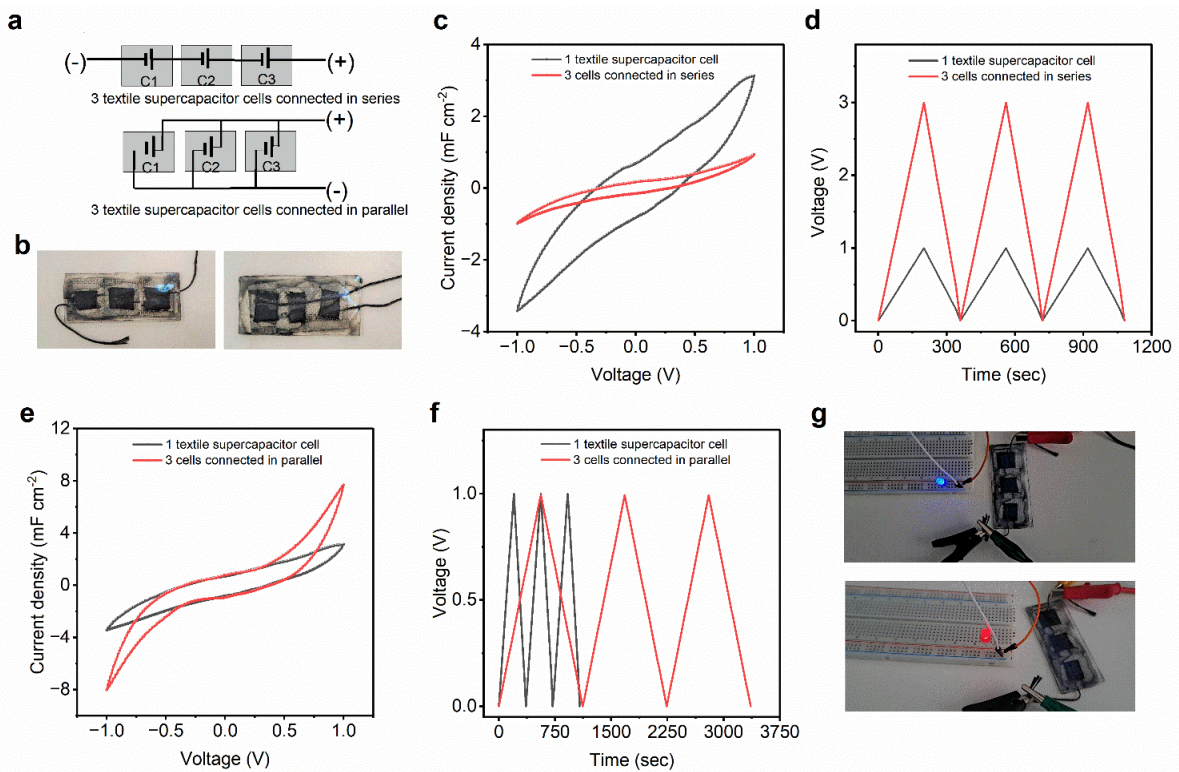 a
(-)
C1
C2
C3
(+)
3 textile supercapacitor cells connected in series
(+)
C1
C2
C3
(-)
3 textile supercapacitor cells connected in parallel
b
c
1 textile supercapacitor cell
3 cells connected in series
Current density (mF cm⁻²)
4
2
0
−2
−4
−1.0 −0.5 0.0 0.5 1.0
Voltage (V)
d
1 textile supercapacitor cell
3 cells connected in series
Voltage (V)
3
2
1
0
0 300 600 900 1200
Time (sec)
e
1 textile supercapacitor cell
3 cells connected in parallel
Current density (mF cm⁻²)
12
8
4
0
−4
−8
−1.0 −0.5 0.0 0.5 1.0
Voltage (V)
f
1 textile supercapacitor cell
3 cells connected in parallel
Voltage (V)
1.0
0.5
0.0
0 750 1500 2250 3000 3750
Time (sec)
g